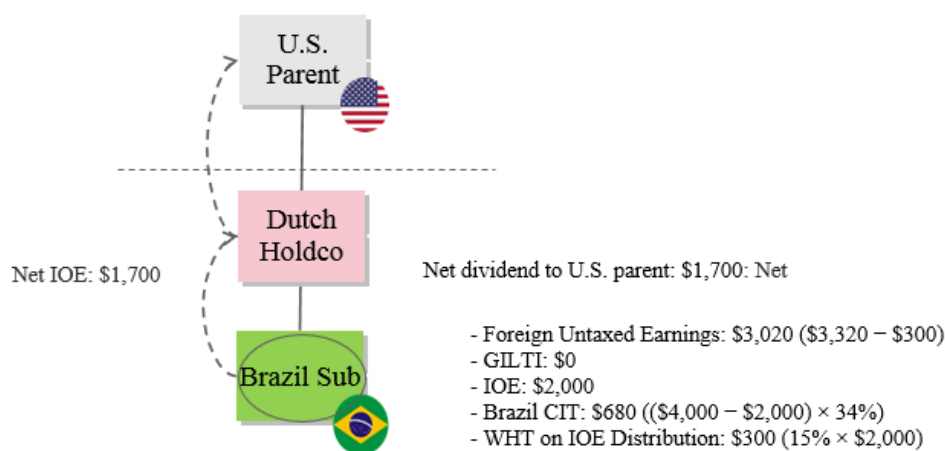 U.S.
Parent
Dutch
Holdco
Net IOE: $1,700
Net dividend to U.S. parent: $1,700: Net
Brazil Sub
- Foreign Untaxed Earnings: $3,020 ($3,320 − $300)
- GILTI: $0
- IOE: $2,000
- Brazil CIT: $680 (($4,000 − $2,000) × 34%)
- WHT on IOE Distribution: $300 (15% × $2,000)